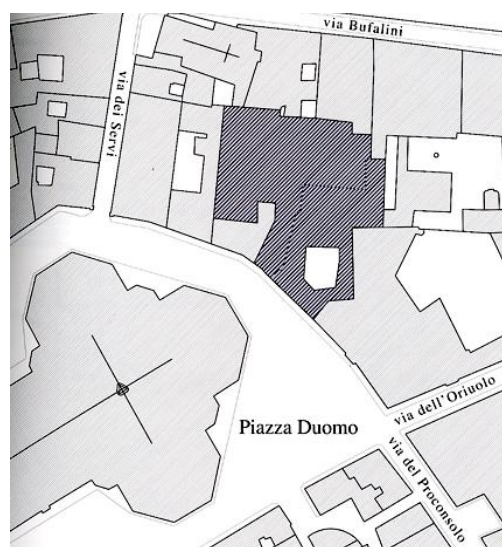 via Bufalini
via dei Servi
Piazza Duomo
via dell'Oriuolo
via del Proconsolo